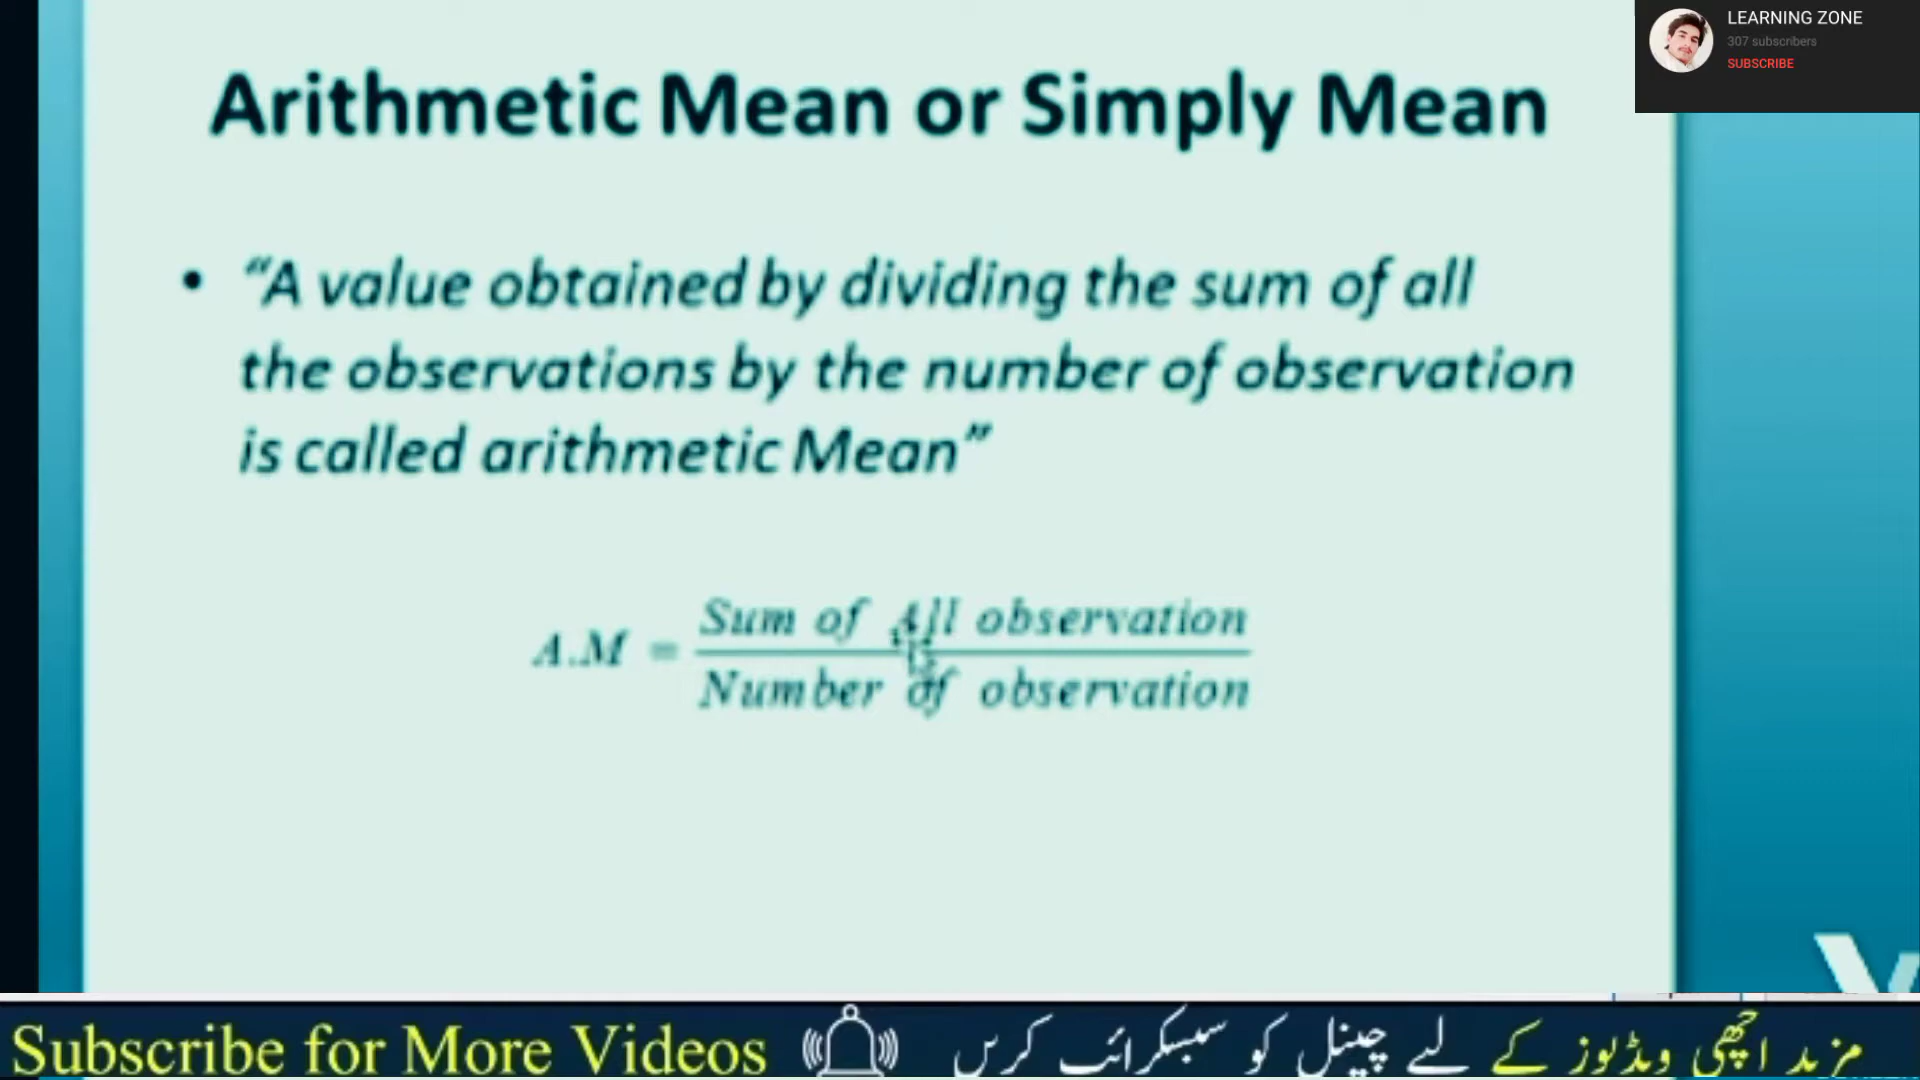 LEARNING ZONE
307 subscribers
SUBSCRIBE
Arithmetic Mean or Simply Mean
• “A value obtained by dividing the sum of all
the observations by the number of observation
is called arithmetic Mean”
A.M = Sum of All observation
Number of observation
Subscribe for More Videos
مزید اچھی ویڈیوز کے لیے چینل کو سبسکرائب کریں